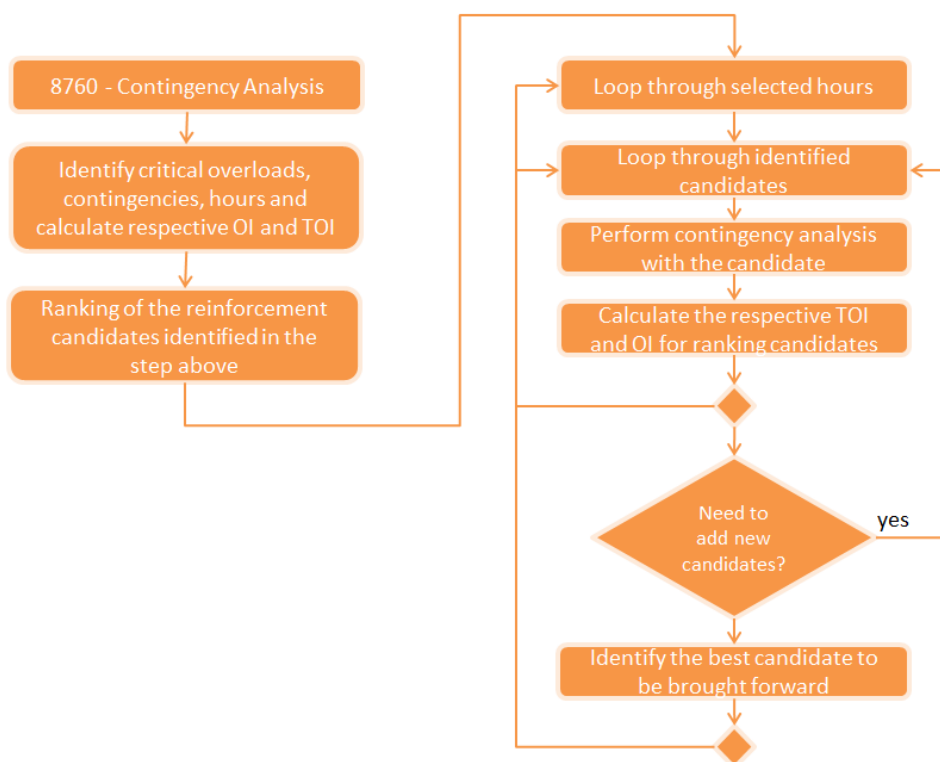 8760 - Contingency Analysis
Identify critical overloads,
contingencies, hours and
calculate respective OI and TOI
Ranking of the reinforcement
candidates identified in the
step above
Loop through selected hours
Loop through identified
candidates
Perform contingency analysis
with the candidate
Calculate the respective TOI
and OI for ranking candidates
Need to
add new
candidates?
yes
Identify the best candidate to
be brought forward